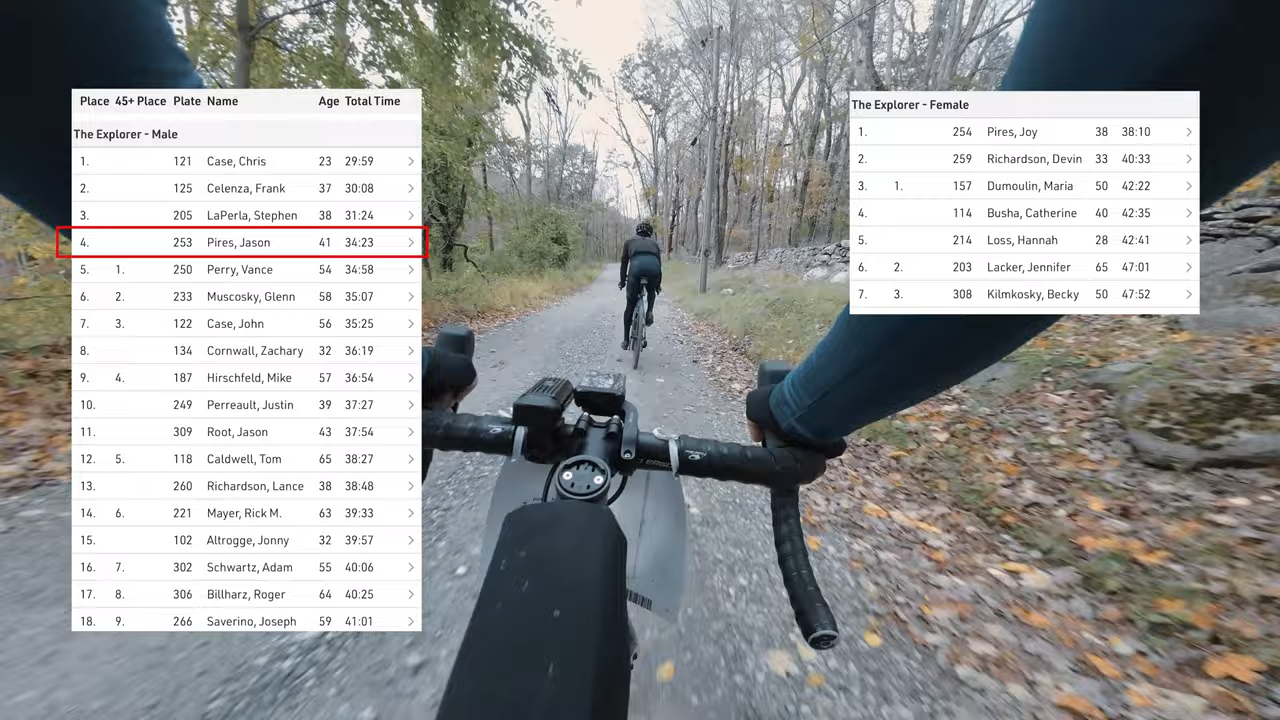 Place 45+ Place Plate Name Age Total Time
The Explorer - Male
1. 121 Case, Chris 23 29:59
2. 125 Celenza, Frank 37 30:08
3. 205 LaPerla, Stephen 38 31:24
4. 253 Pires, Jason 41 34:23
5. 1. 250 Perry, Vance 54 34:58
6. 2. 233 Muscosky, Glenn 58 35:07
7. 3. 122 Case, John 56 35:25
8. 134 Cornwall, Zachary 32 36:19
9. 4. 187 Hirschfeld, Mike 57 36:54
10. 249 Perreault, Justin 39 37:27
11. 309 Root, Jason 43 37:54
12. 5. 118 Caldwell, Tom 65 38:27
13. 260 Richardson, Lance 38 38:48
14. 6. 221 Mayer, Rick M. 63 39:33
15. 102 Altrogge, Jonny 32 39:57
16. 7. 302 Schwartz, Adam 55 40:06
17. 8. 306 Billharz, Roger 64 40:25
18. 9. 266 Saverino, Joseph 59 41:01
The Explorer - Female
1. 254 Pires, Joy 38 38:10
2. 259 Richardson, Devin 33 40:33
3. 1. 157 Dumoulin, Maria 50 42:22
4. 114 Busha, Catherine 40 42:35
5. 214 Loss, Hannah 28 42:41
6. 2. 203 Lacker, Jennifer 65 47:01
7. 3. 308 Kilmkosky, Becky 50 47:52